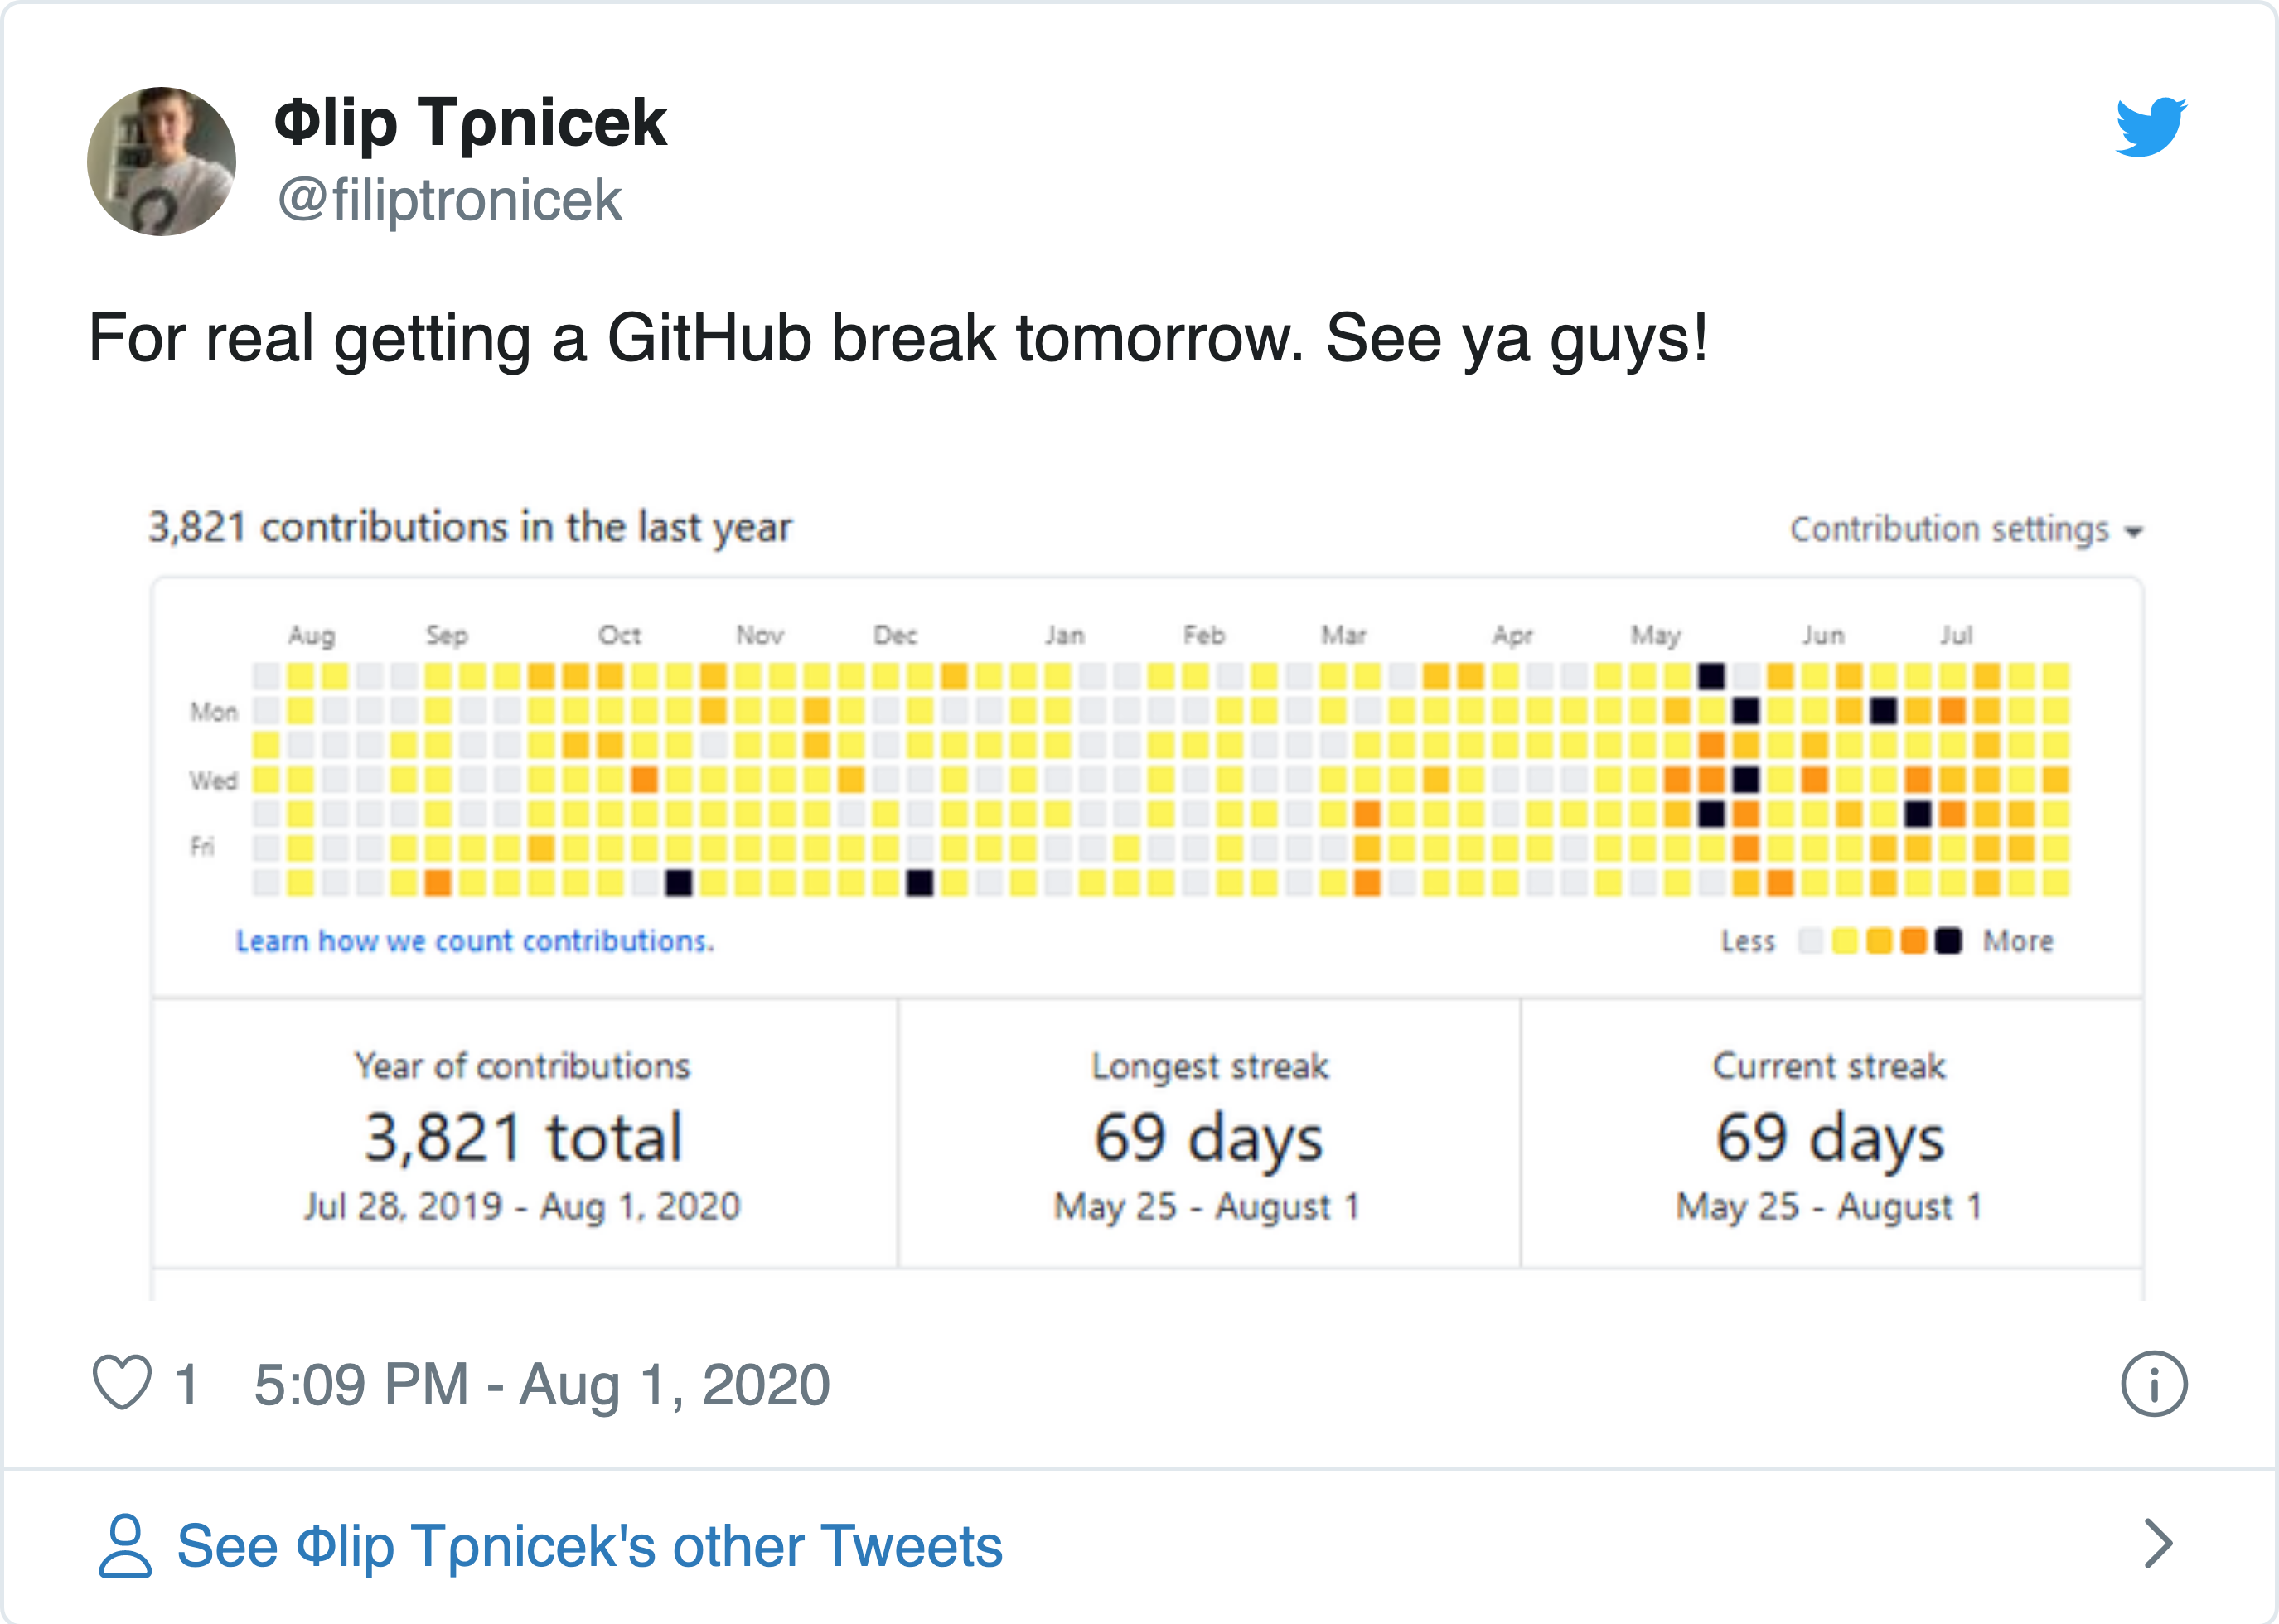 Φlip Tρnicek
@filiptronicek
For real getting a GitHub break tomorrow. See ya guys!
3,821 contributions in the last year
Contribution settings
Aug Sep Oct Nov Dec Jan Feb Mar Apr May Jun Jul
Mon
Wed
Fri
Learn how we count contributions.
Less More
Year of contributions
3,821 total
Jul 28, 2019 - Aug 1, 2020
Longest streak
69 days
May 25 - August 1
Current streak
69 days
May 25 - August 1
1 5:09 PM - Aug 1, 2020
See Φlip Tρnicek's other Tweets